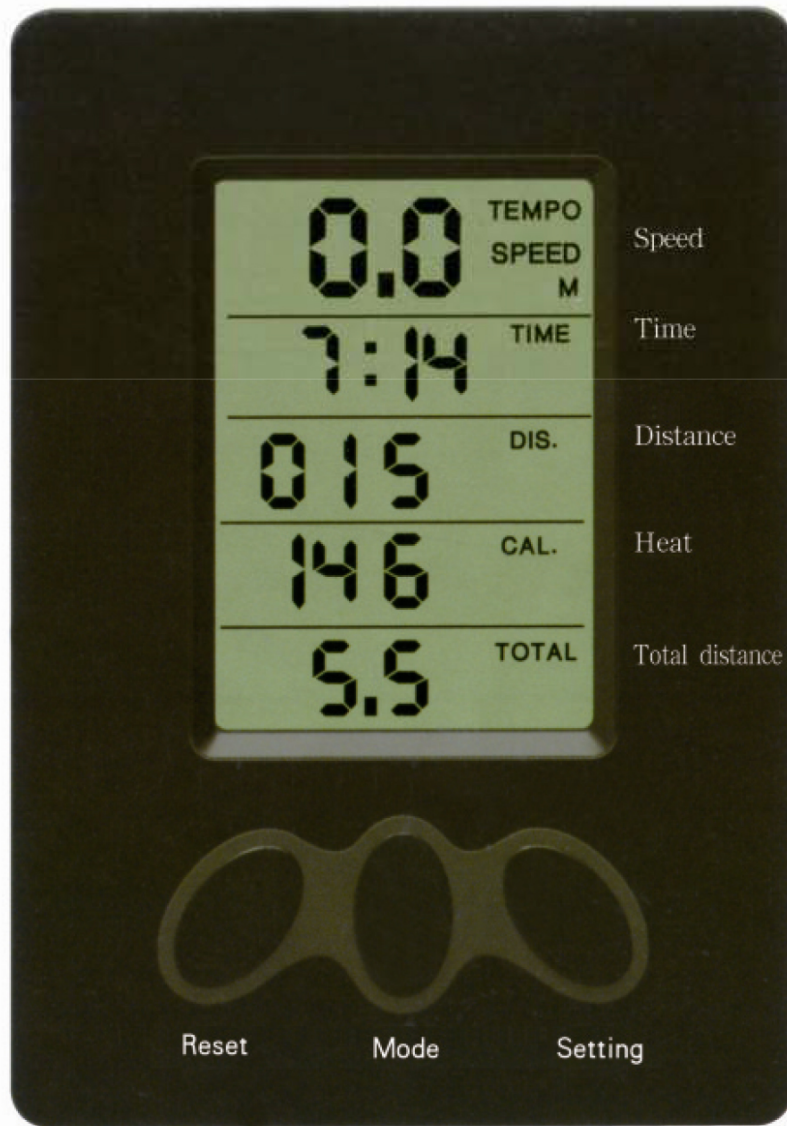 0.0 TEMPO
SPEED
M
Speed
7:14 TIME
Time
015 DIS.
Distance
146 CAL.
Heat
5.5 TOTAL
Total distance
Reset Mode Setting